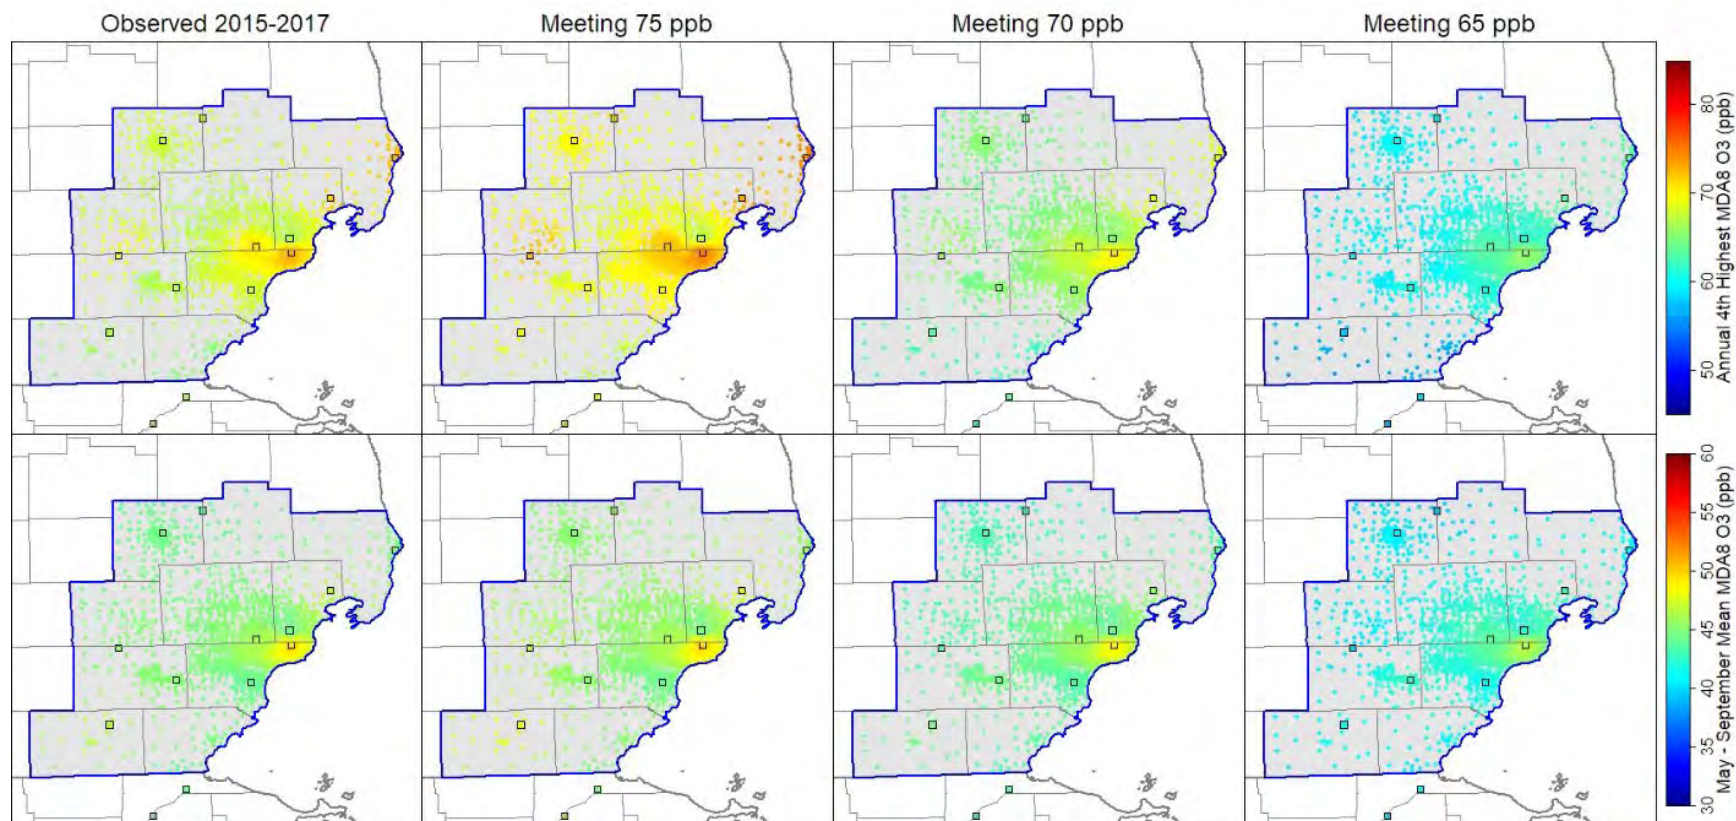 Observed 2015-2017
Meeting 75 ppb
Meeting 70 ppb
Meeting 65 ppb
80
70
60
50
Annual 4th Highest MDA8 O3 (ppb)
60
55
50
45
40
35
30
May - September Mean MDA8 O3 (ppb)